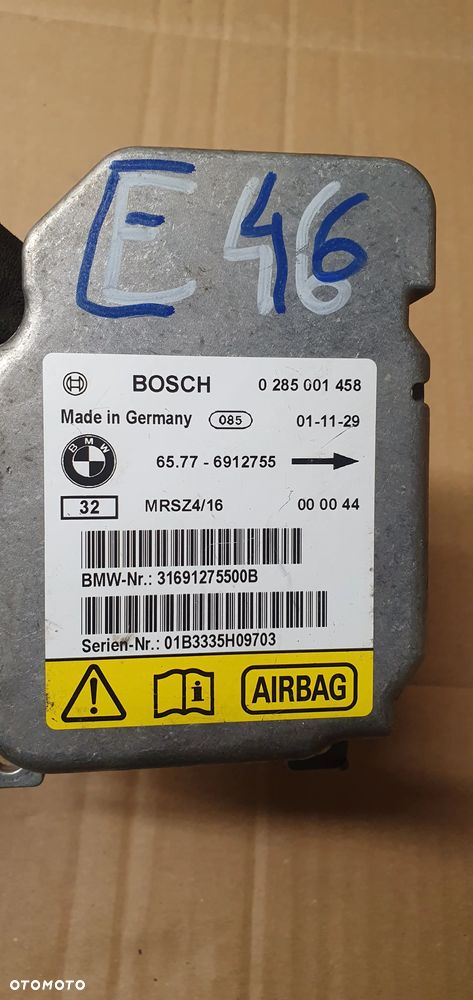 E 46
BOSCH 0 285 001 458
Made in Germany 085 01-11-29
BMW 65.77 - 6912755
32 MRSZ4/16 00 00 44
BMW-Nr.: 31691275500B
Serien-Nr.: 01B3335H09703
AIRBAG
OTOMOTO